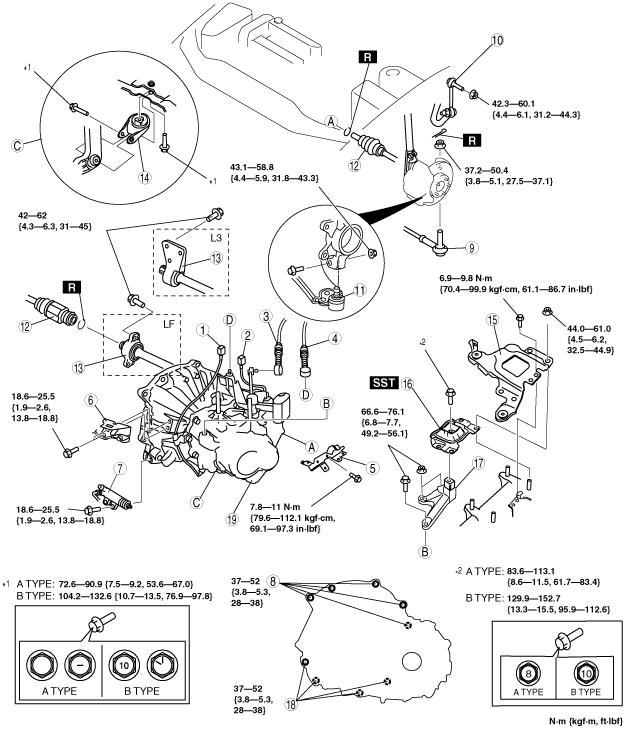 *1
C
14
*1
R
A
12
10
42.3—60.1
{4.4—6.1, 31.2—44.3}
R
37.2—50.4
{3.8—5.1, 27.5—37.1}
43.1—58.8
{4.4—5.9, 31.8—43.3}
9
11
42—62
{4.3—6.3, 31—45}
L3
13
R
12
LF
13
1
D
2
3
4
D
6.9—9.8 N·m
{70.4—99.9 kgf·cm, 61.1—86.7 in·lbf}
15
44.0—61.0
{4.5—6.2,
32.5—44.9}
*2
SST
16
66.6—76.1
{6.8—7.7,
49.2—56.1}
18.6—25.5
{1.9—2.6,
13.8—18.8}
6
B
A
5
17
7
18.6—25.5
{1.9—2.6, 13.8—18.8}
C
19
7.8—11 N·m
{79.6—112.1 kgf·cm,
69.1—97.3 in·lbf}
B
*1 A TYPE: 72.6—90.9 {7.5—9.2, 53.6—67.0}
B TYPE: 104.2—132.6 {10.7—13.5, 76.9—97.8}
10
A TYPE
B TYPE
37—52
{3.8—5.3,
28—38}
8
37—52
{3.8—5.3,
28—38}
18
*2 A TYPE: 83.6—113.1
{8.6—11.5, 61.7—83.4}
B TYPE: 129.9—152.7
{13.3—15.5, 95.9—112.6}
8
10
A TYPE
B TYPE
N·m {kgf·m, ft·lbf}